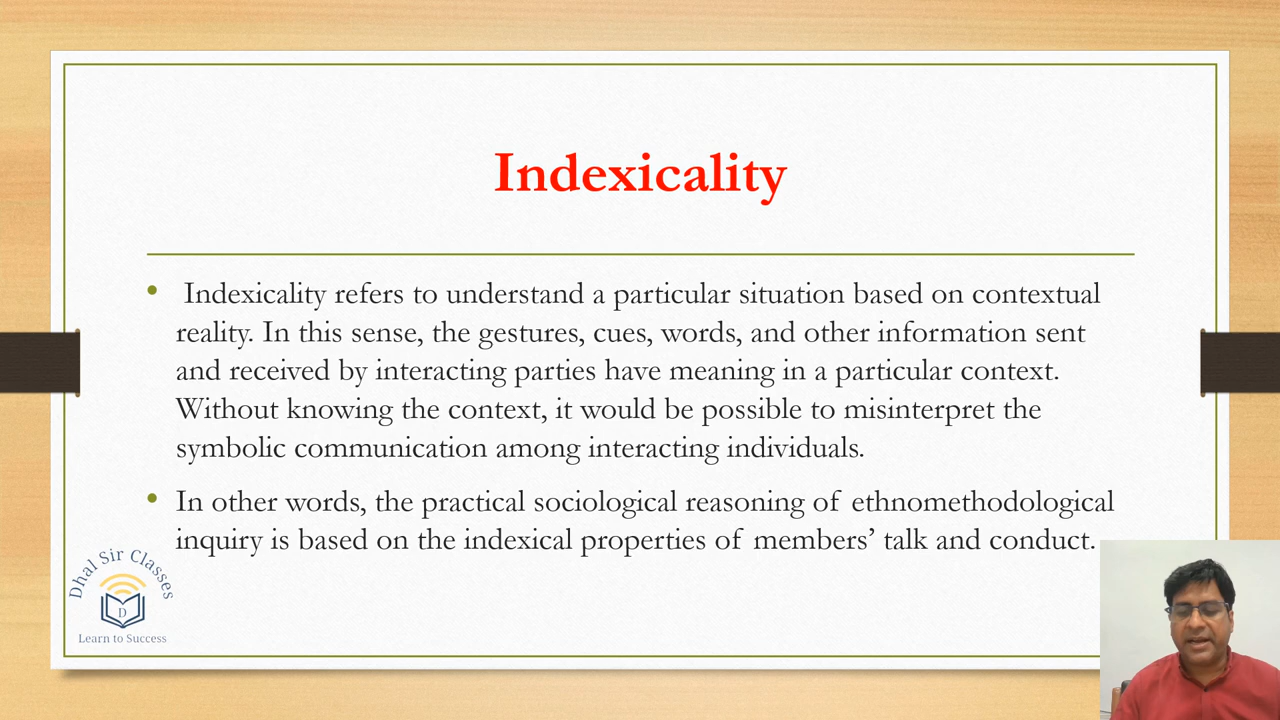 Indexicality
• Indexicality refers to understand a particular situation based on contextual
reality. In this sense, the gestures, cues, words, and other information sent
and received by interacting parties have meaning in a particular context.
Without knowing the context, it would be possible to misinterpret the
symbolic communication among interacting individuals.
• In other words, the practical sociological reasoning of ethnomethodological
inquiry is based on the indexical properties of members’ talk and conduct.
Dhal Sir Classes
D
Learn to Success